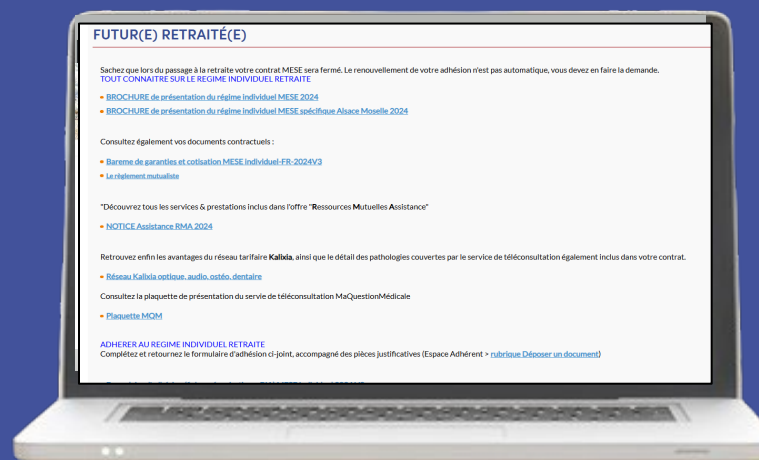 FUTUR(E) RETRAITÉ(E)
Sachez que lors du passage à la retraite votre contrat MESE sera fermé. Le renouvellement de votre adhésion n'est pas automatique, vous devez en faire la demande.
TOUT CONNAITRE SUR LE REGIME INDIVIDUEL RETRAITE
BROCHURE de présentation du régime individuel MESE 2024
BROCHURE de présentation du régime individuel MESE spécifique Alsace Moselle 2024
Consultez également vos documents contractuels :
Bareme de garanties et cotisation MESE individuel-FR-2024V3
Le règlement mutualiste
"Découvrez tous les services & prestations inclus dans l'offre "Ressources Mutuelles Assistance"
NOTICE Assistance RMA 2024
Retrouvez enfin les avantages du réseau tarifaire Kalixia, ainsi que le détail des pathologies couvertes par le service de téléconsultation également inclus dans votre contrat.
Réseau Kalixia optique, audio, ostéo, dentaire
Consultez la plaquette de présentation du servie de téléconsultation MaQuestionMédicale
Plaquette MQM
ADHERER AU REGIME INDIVIDUEL RETRAITE
Complétez et retournez le formulaire d'adhésion ci-joint, accompagné des pièces justificatives (Espace Adhérent > rubrique Déposer un document)